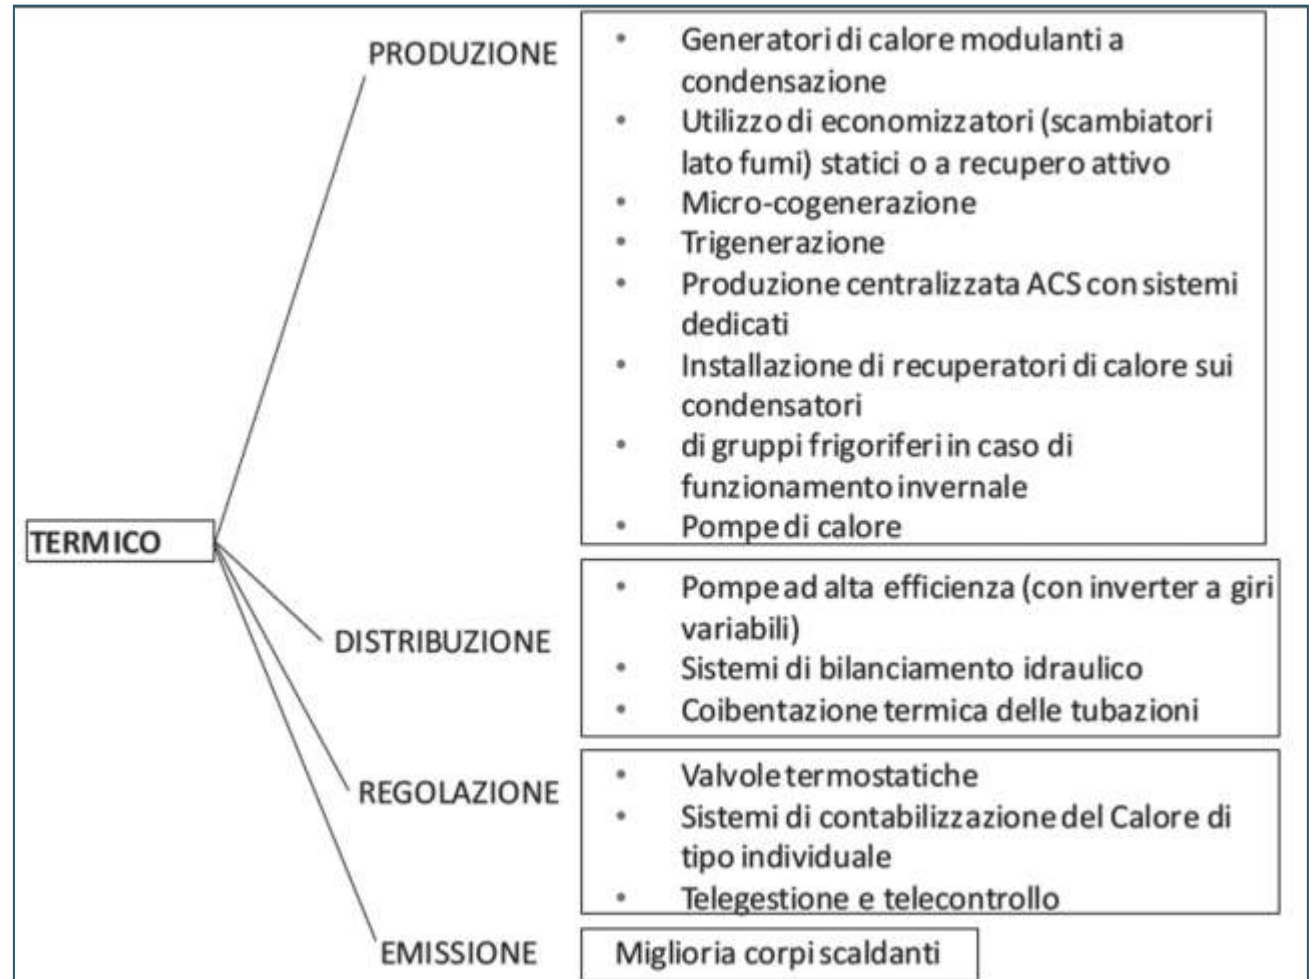 PRODUZIONE
• Generatori di calore modulanti a
condensazione
• Utilizzo di economizzatori (scambiatori
lato fumi) statici o a recupero attivo
• Micro-cogenerazione
• Trigenerazione
• Produzione centralizzata ACS con sistemi
dedicati
• Installazione di recuperatori di calore sui
condensatori
• di gruppi frigoriferi in caso di
funzionamento invernale
• Pompe di calore
TERMICO
DISTRIBUZIONE
• Pompe ad alta efficienza (con inverter a giri
variabili)
• Sistemi di bilanciamento idraulico
• Coibentazione termica delle tubazioni
REGOLAZIONE
• Valvole termostatiche
• Sistemi di contabilizzazione del Calore di
tipo individuale
• Telegestione e telecontrollo
EMISSIONE
Miglioria corpi scaldanti